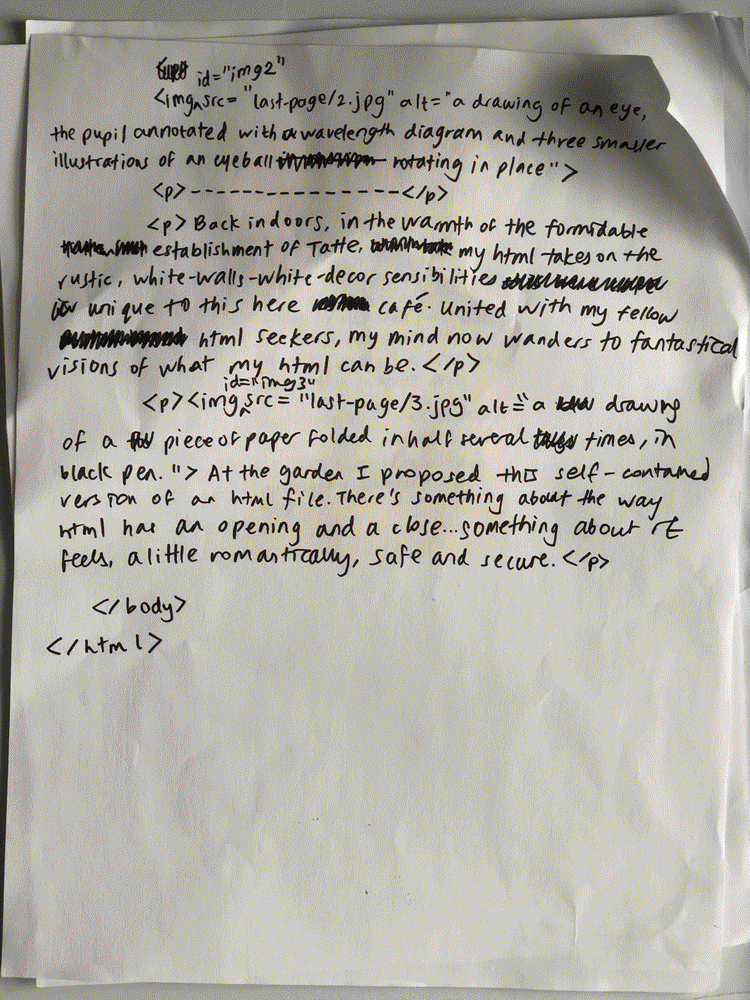 id="img2"
<img src= "last-page/2.jpg" alt="a drawing of an eye,
the pupil annotated with a wavelength diagram and three smaller
illustrations of an eyeball rotating in place">
<p>---------------</p>
<p> Back indoors, in the warmth of the formidable
establishment of Tatte, my html takes on the
rustic, white-walls-white-decor sensibilities
unique to this here café. United with my fellow
html seekers, my mind now wanders to fantastical
visions of what my html can be.</p>
id="img3"
<p><img src= "last-page/3.jpg" alt="a drawing
of a piece of paper folded in half several times, in
black pen."> At the garden I proposed this self-contained
version of an html file. There's something about the way
html has an opening and a close...something about it
feels, a little romantically, safe and secure.</p>
</body>
</html>